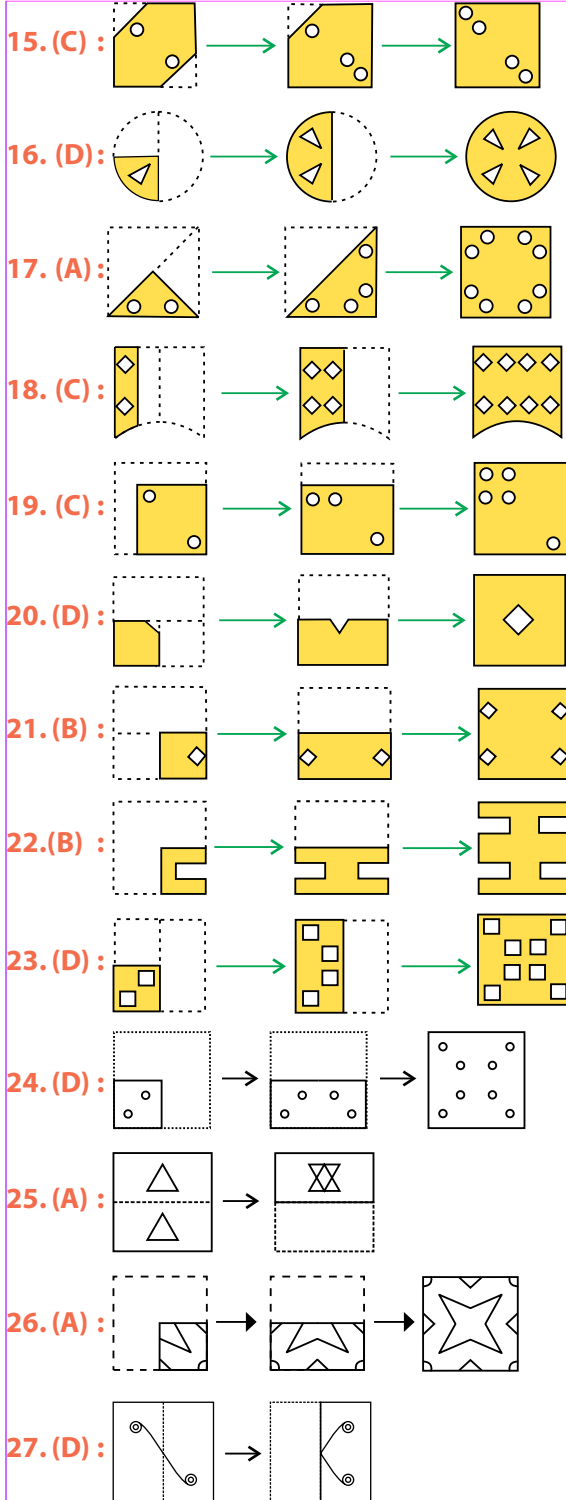 15. (C) :
16. (D) :
17. (A) :
18. (C) :
19. (C) :
20. (D) :
21. (B) :
22.(B) :
23. (D) :
24. (D) :
25. (A) :
26. (A) :
27. (D) :